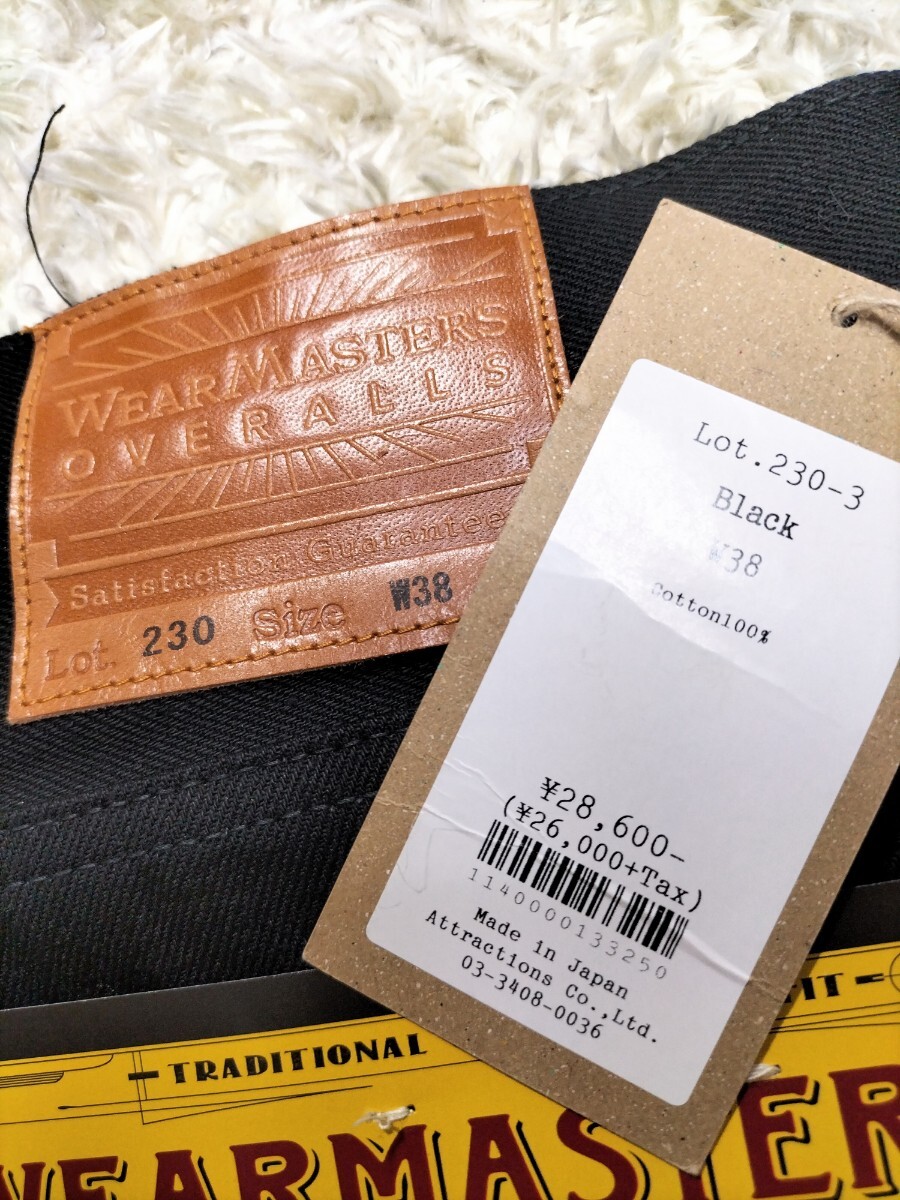 WEARMASTERS
OVERALLS
Satisfaction Guarantee
Lot. 230 Size W38
Lot.230-3
Black
W38
Cotton100%
¥28,600-
(¥26,000+Tax)
1140000133250
Made in Japan
Attractions Co.,Ltd.
03-3408-0036
TRADITIONAL
WEARMASTER